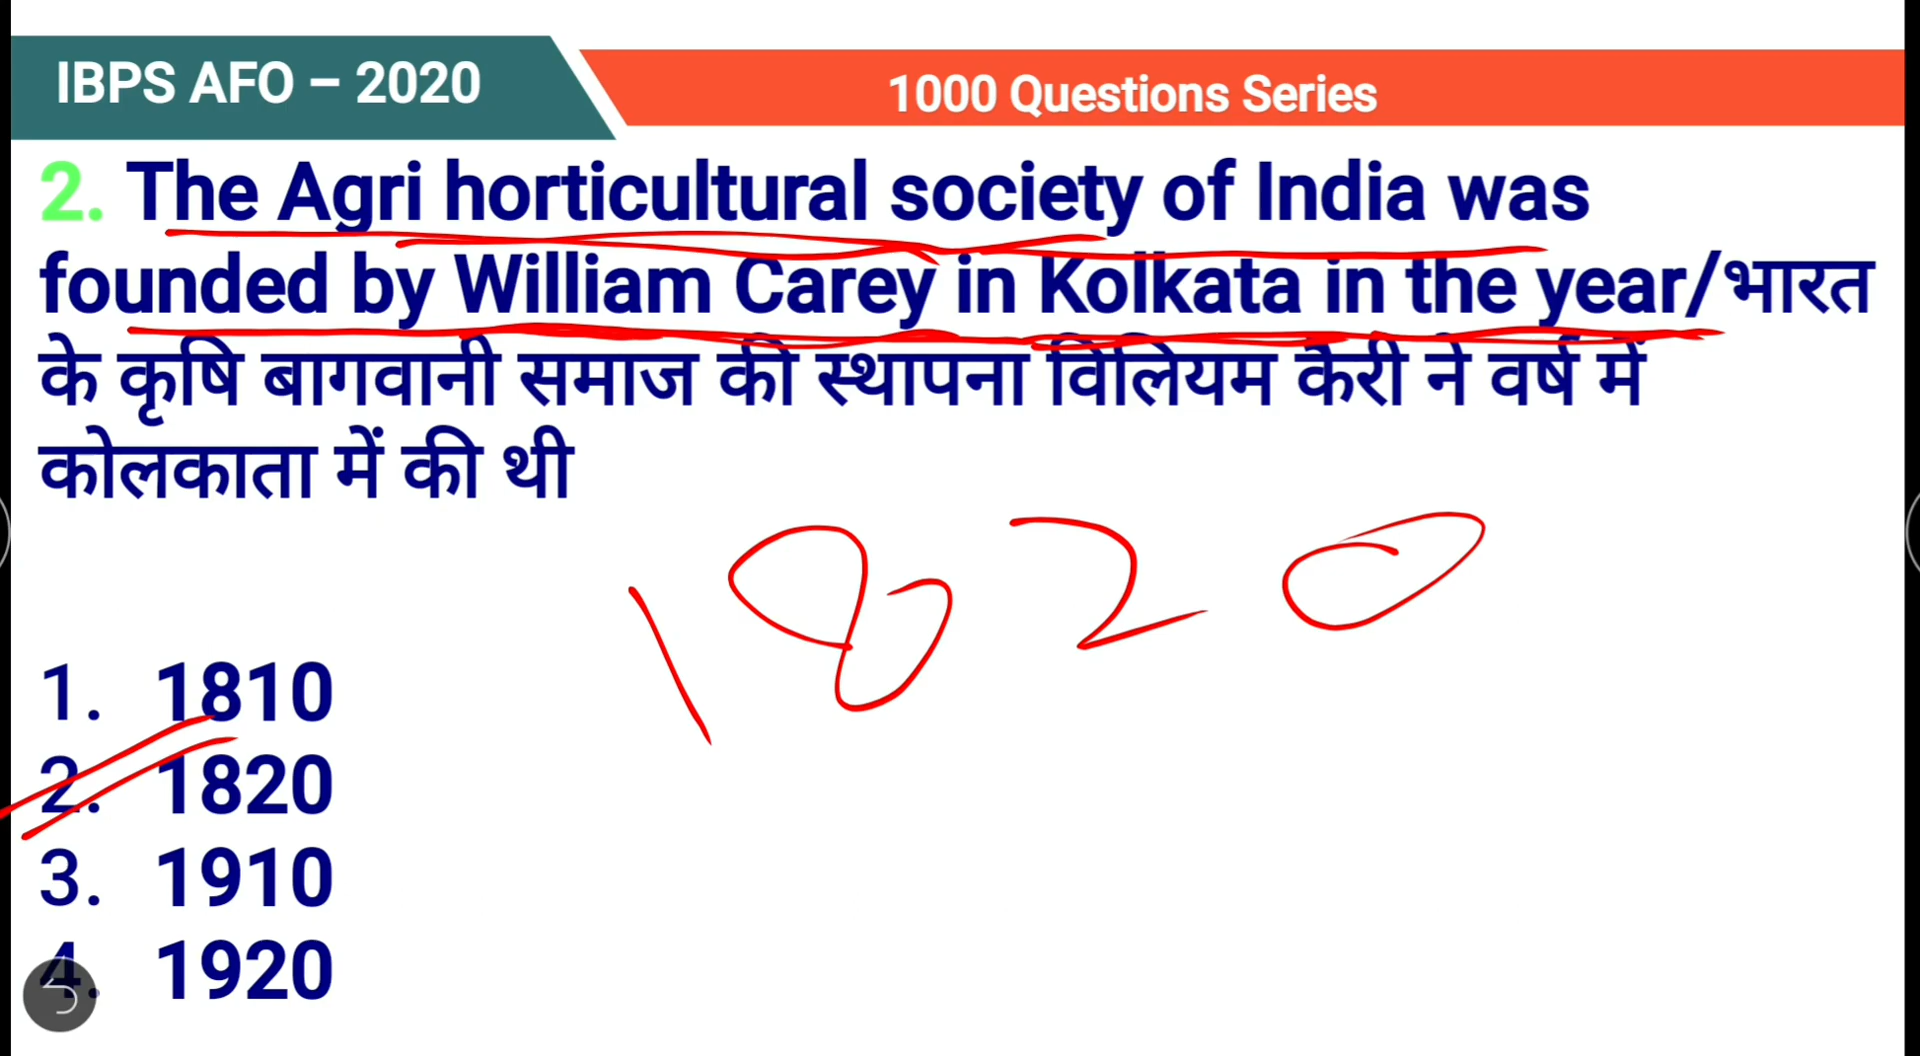 IBPS AFO – 2020
1000 Questions Series
2. The Agri horticultural society of India was
founded by William Carey in Kolkata in the year/भारत
के कृषि बागवानी समाज की स्थापना विलियम कैरी ने वर्ष में
कोलकाता में की थी
1820
1. 1810
2. 1820
3. 1910
4. 1920